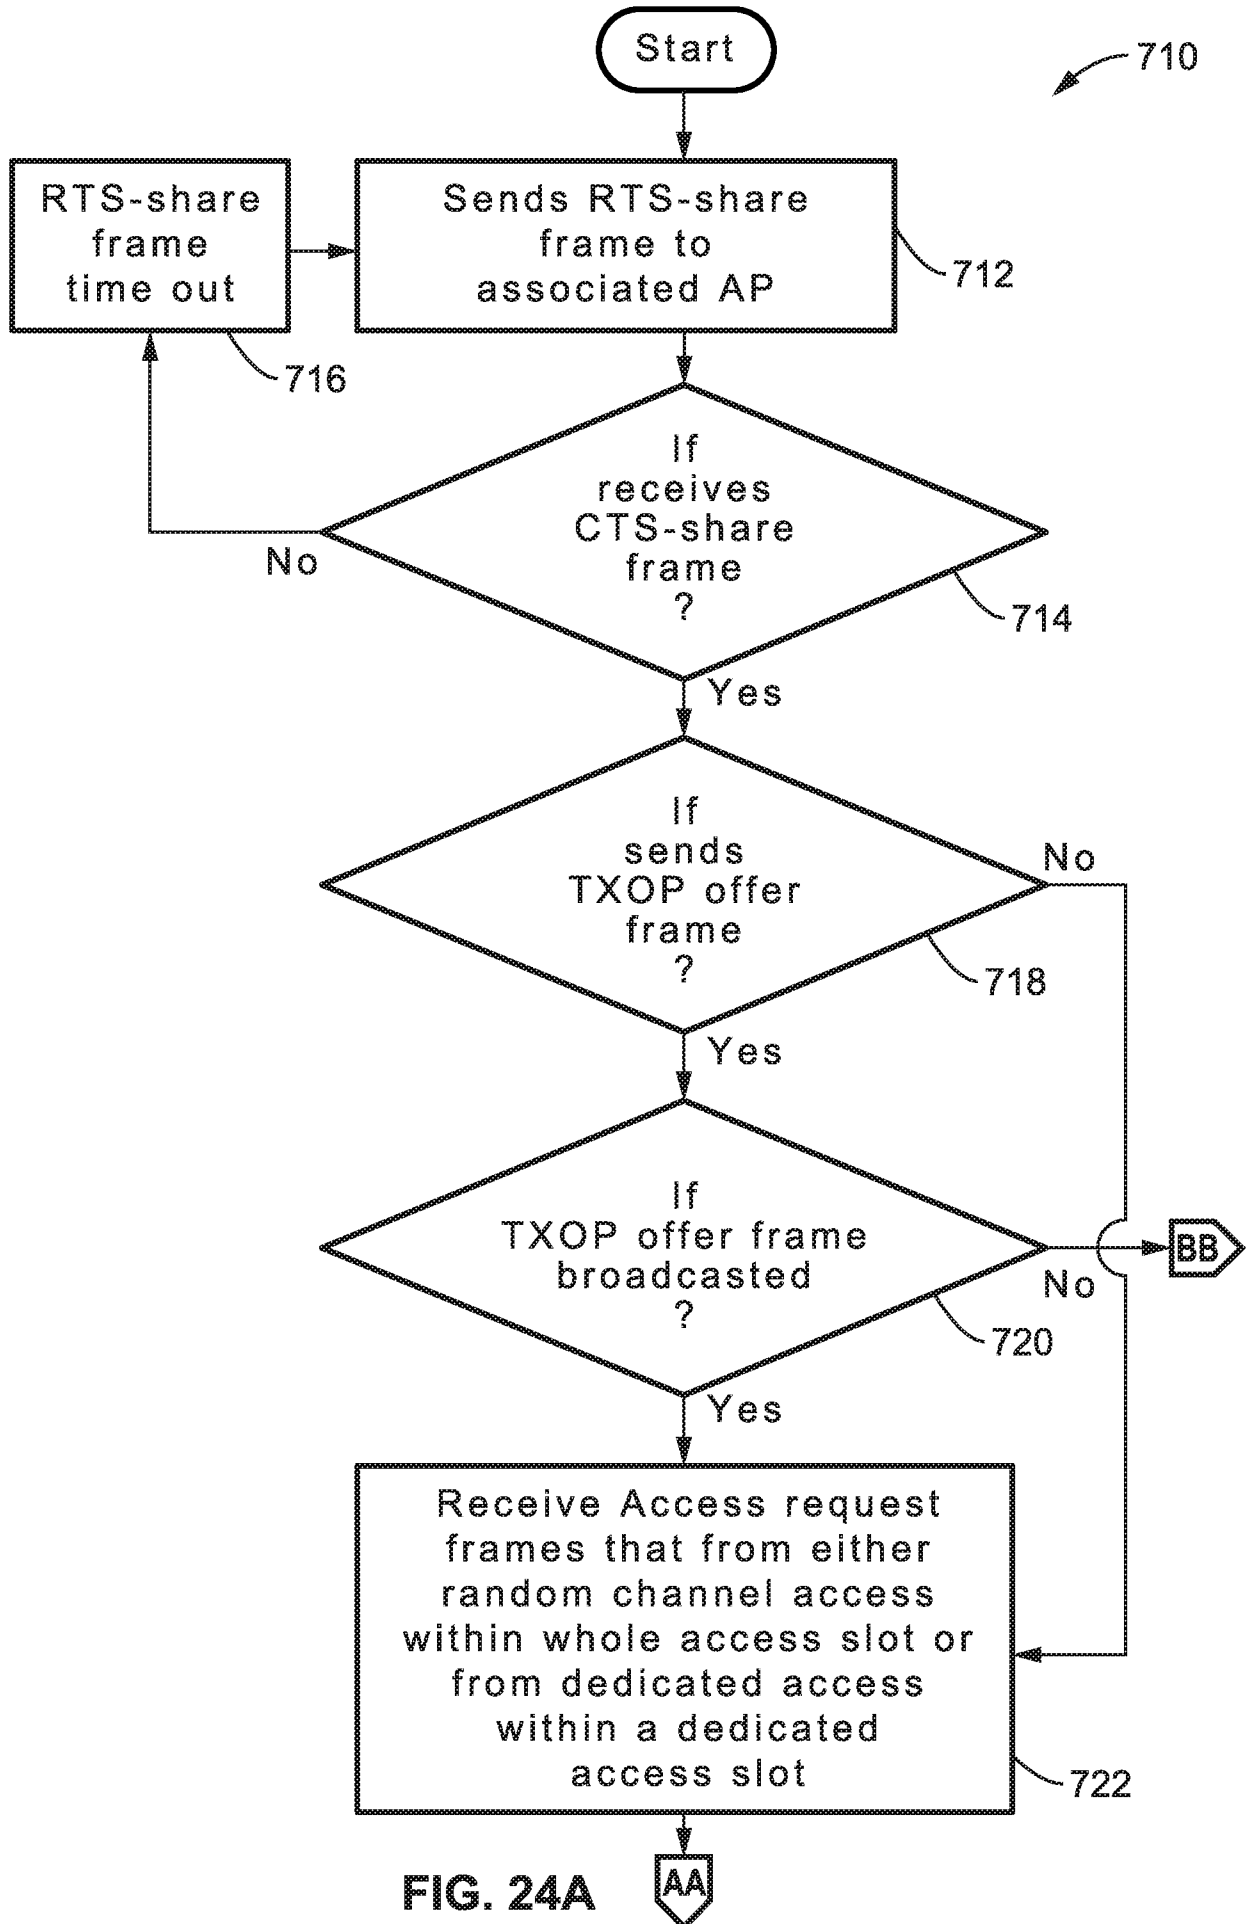 Start
710
RTS-share
frame
time out
716
Sends RTS-share
frame to
associated AP
712
If
receives
CTS-share
frame
?
714
No
Yes
If
sends
TXOP offer
frame
?
718
No
Yes
If
TXOP offer frame
broadcasted
?
720
No
BB
Yes
Receive Access request
frames that from either
random channel access
within whole access slot or
from dedicated access
within a dedicated
access slot
722
AA
FIG. 24A